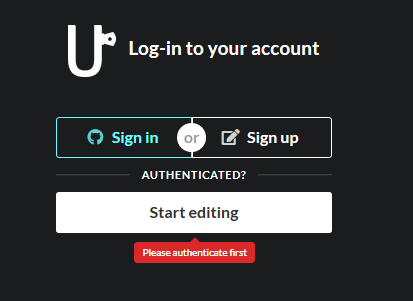 Log-in to your account
Sign in or Sign up
AUTHENTICATED?
Start editing
Please authenticate first